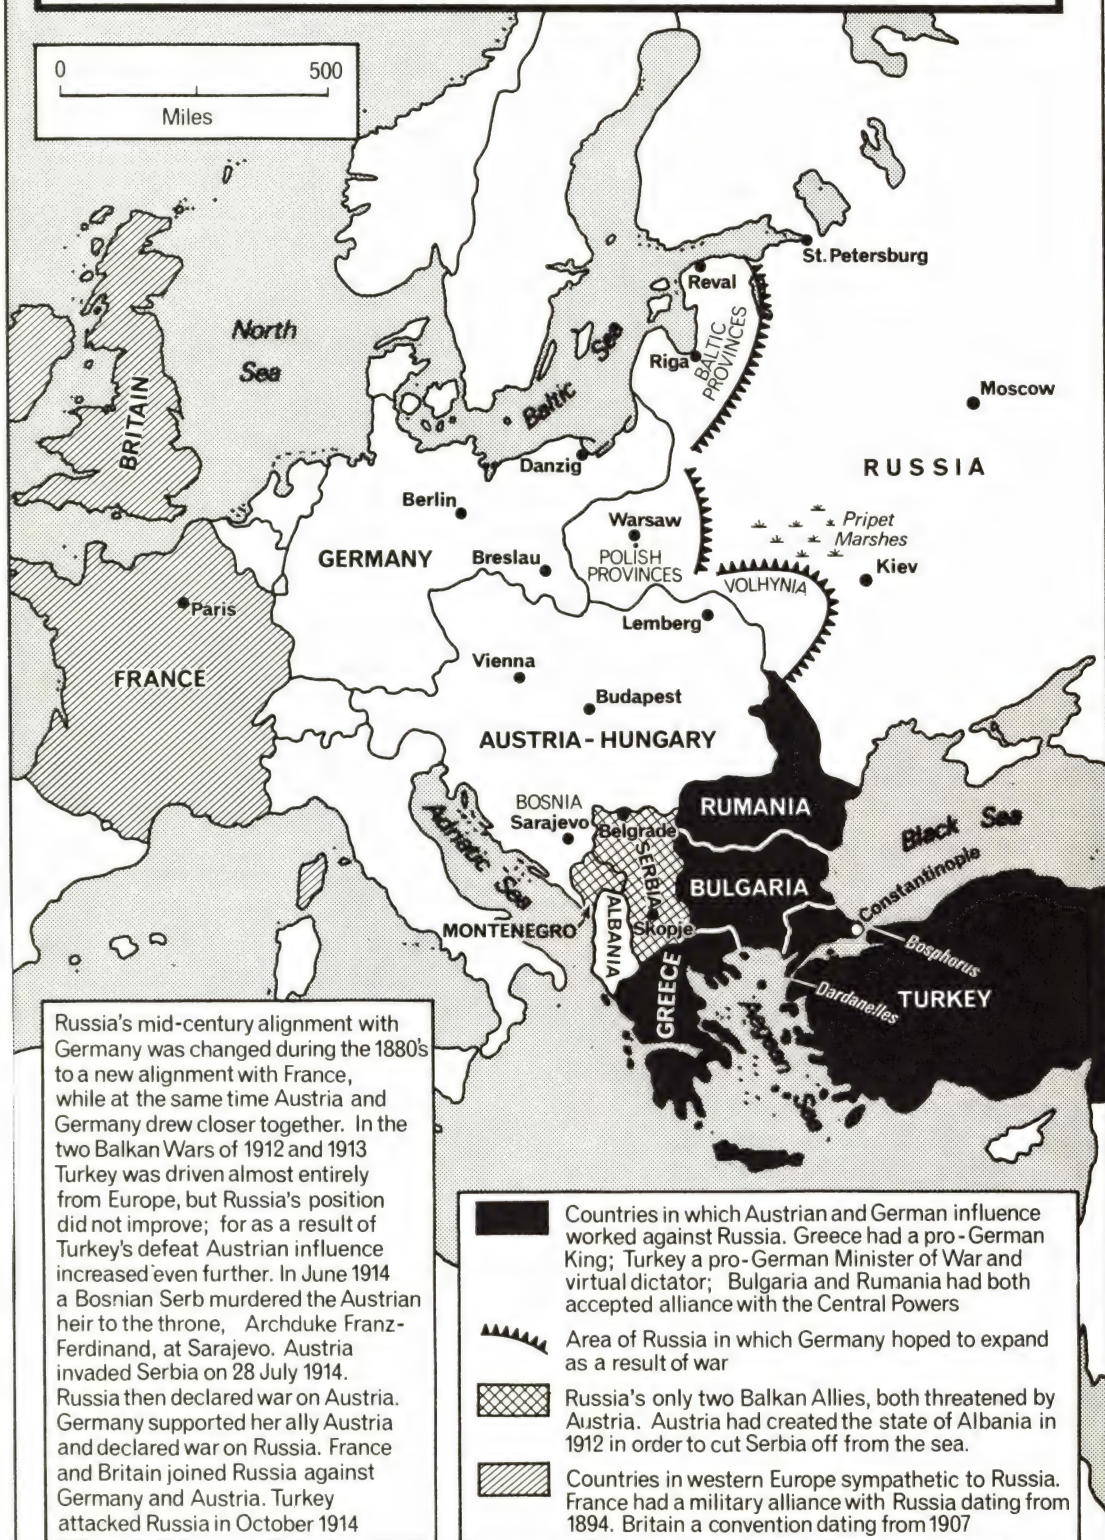 0 500
Miles
St. Petersburg
Reval
North
Sea
BALTIC
PROVINCES
Sea
Riga
Moscow
BRITAIN
Baltic
RUSSIA
Danzig
Berlin
Warsaw
Pripet
Marshes
GERMANY
Breslau
POLISH
PROVINCES
Kiev
VOLHYNIA
Paris
Lemberg
Vienna
FRANCE
Budapest
AUSTRIA-HUNGARY
BOSNIA
Sarajevo
RUMANIA
Adriatic Sea
Belgrade
SERBIA
Black Sea
BULGARIA
Constantinople
MONTENEGRO
ALBANIA
Skopje
Bosphorus
GREECE
Dardanelles
TURKEY
Aegean
Sea
Russia's mid-century alignment with
Germany was changed during the 1880's
to a new alignment with France,
while at the same time Austria and
Germany drew closer together. In the
two Balkan Wars of 1912 and 1913
Turkey was driven almost entirely
from Europe, but Russia's position
did not improve; for as a result of
Turkey's defeat Austrian influence
increased even further. In June 1914
a Bosnian Serb murdered the Austrian
heir to the throne, Archduke Franz-
Ferdinand, at Sarajevo. Austria
invaded Serbia on 28 July 1914.
Russia then declared war on Austria.
Germany supported her ally Austria
and declared war on Russia. France
and Britain joined Russia against
Germany and Austria. Turkey
attacked Russia in October 1914
Countries in which Austrian and German influence
worked against Russia. Greece had a pro-German
King; Turkey a pro-German Minister of War and
virtual dictator; Bulgaria and Rumania had both
accepted alliance with the Central Powers
Area of Russia in which Germany hoped to expand
as a result of war
Russia's only two Balkan Allies, both threatened by
Austria. Austria had created the state of Albania in
1912 in order to cut Serbia off from the sea.
Countries in western Europe sympathetic to Russia.
France had a military alliance with Russia dating from
1894. Britain a convention dating from 1907